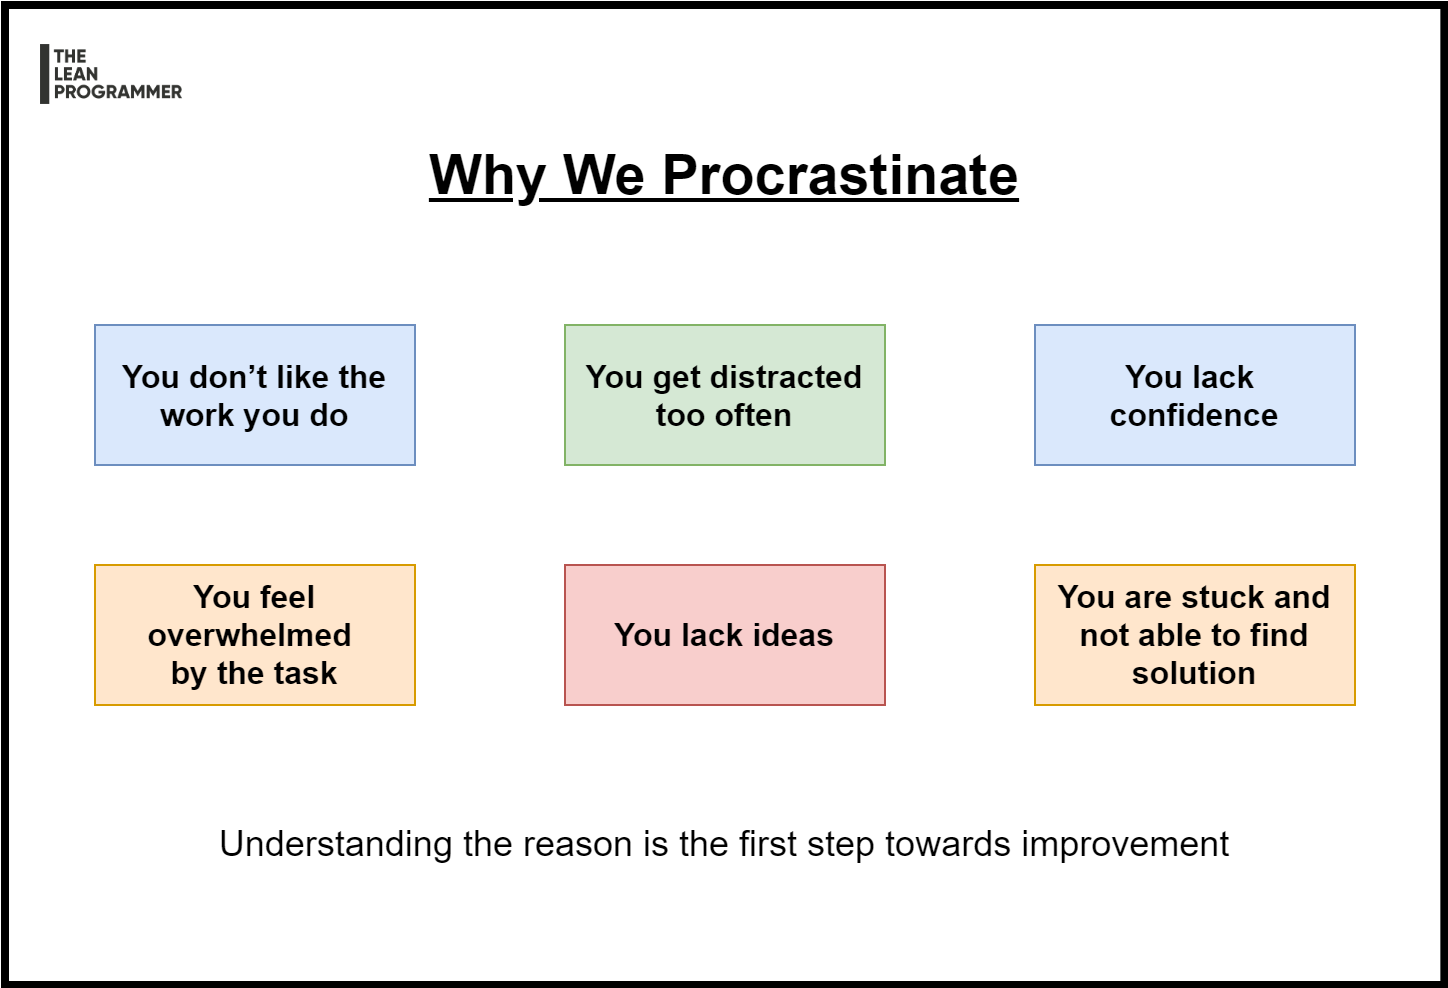 THE
LEAN
PROGRAMMER
Why We Procrastinate
You don’t like the
work you do
You get distracted
too often
You lack
confidence
You feel
overwhelmed
by the task
You lack ideas
You are stuck and
not able to find
solution
Understanding the reason is the first step towards improvement